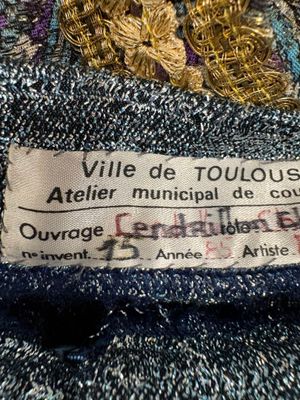 Ville de TOULOUS
Atelier municipal de cou
Ouvrage Cendrillon
n° invent. 15 Année 85 Artiste